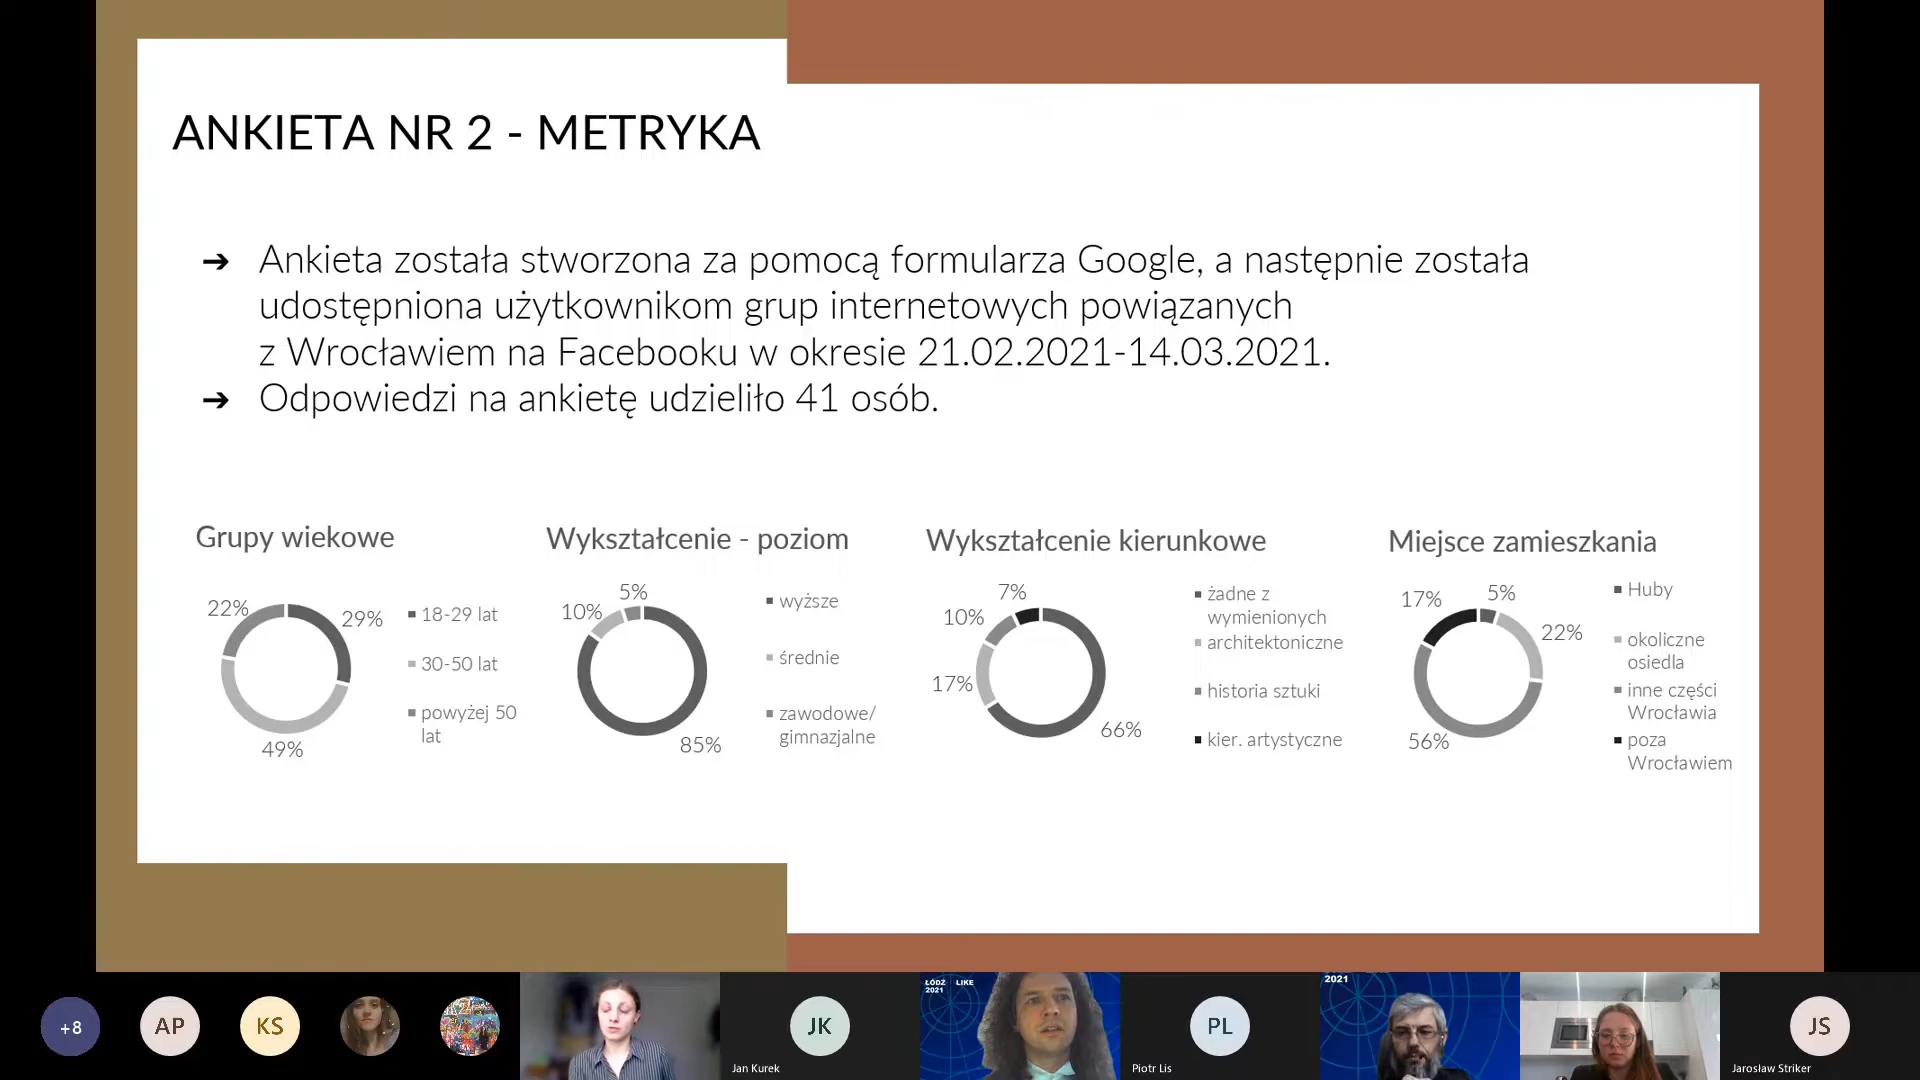 ANKIETA NR 2 - METRYKA
➔ Ankieta została stworzona za pomocą formularza Google, a następnie została
udostępniona użytkownikom grup internetowych powiązanych
z Wrocławiem na Facebooku w okresie 21.02.2021-14.03.2021.
➔ Odpowiedzi na ankietę udzieliło 41 osób.
Grupy wiekowe
22%
29%
49%
18-29 lat
30-50 lat
powyżej 50
lat
Wykształcenie - poziom
5%
10%
85%
wyższe
średnie
zawodowe/
gimnazjalne
Wykształcenie kierunkowe
7%
10%
17%
66%
żadne z
wymienionych
architektoniczne
historia sztuki
kier. artystyczne
Miejsce zamieszkania
17%
5%
22%
56%
Huby
okoliczne
osiedla
inne części
Wrocławia
poza
Wrocławiem
+8
AP
KS
JK
Jan Kurek
ŁÓDŹ LIKE
2021
PL
Piotr Lis
2021
JS
Jarosław Striker